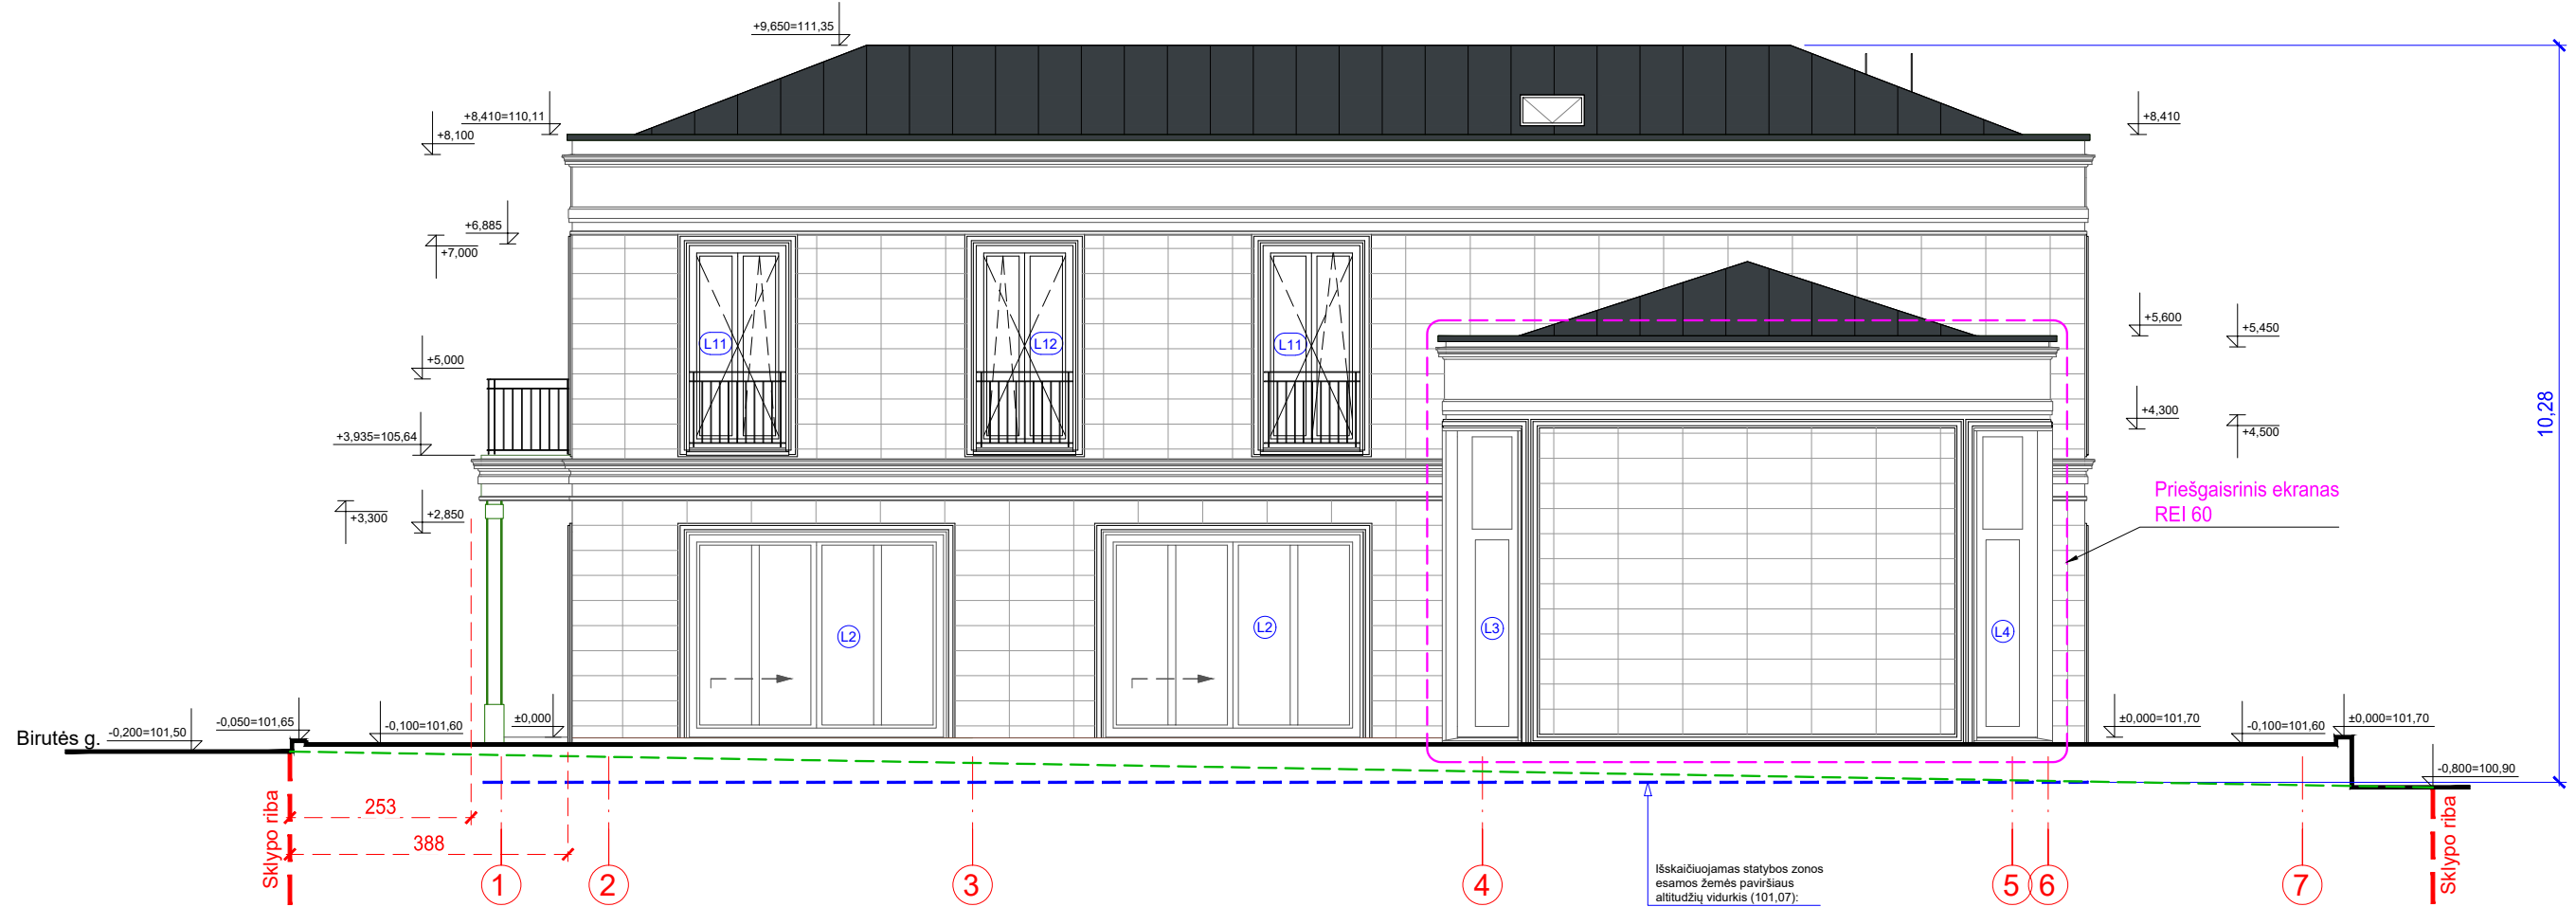 +9,650=111,35
+8,410=110,11
+8,100
+8,410
+6,885
+7,000
L11
L12
L11
+5,600
+5,450
+5,000
+4,300
+4,500
10,28
+3,935=105,64
+3,300
+2,850
Priešgaisrinis ekranas
REI 60
L2
L2
L3
L4
Birutės g.
-0,200=101,50
-0,050=101,65
-0,100=101,60
±0,000
±0,000=101,70
-0,100=101,60
±0,000=101,70
-0,800=100,90
Sklypo riba
253
388
Sklypo riba
1
2
3
4
5
6
7
Išskaičiuojamas statybos zonos
esamos žemės paviršiaus
altitudžių vidurkis (101,07):